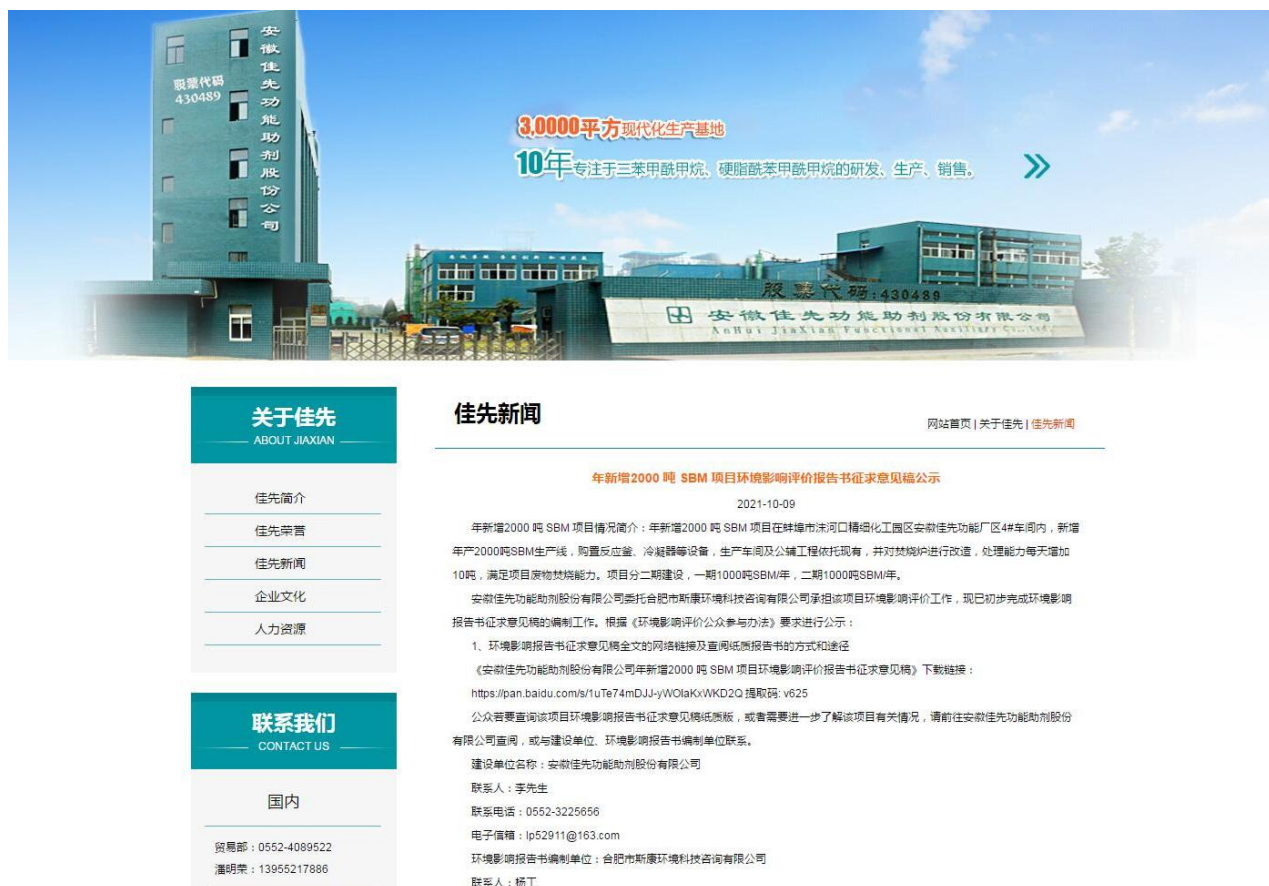 股票代码
430489
安徽佳先功能助剂股份公司
3,0000平方现代化生产基地
10年专注于二苯甲酰甲烷、硬脂酰苯甲酰甲烷的研发、生产、销售。
股票代码:430489
安徽佳先功能助剂股份有限公司
AnHui JiaXian Functional Auxiliary Co., Ltd.
关于佳先
ABOUT JIAXIAN
佳先简介
佳先荣誉
佳先新闻
企业文化
人力资源
联系我们
CONTACT US
国内
贸易部：0552-4089522
潘明荣：13955217886
佳先新闻
网站首页 | 关于佳先 | 佳先新闻
年新增2000 吨 SBM 项目环境影响评价报告书征求意见稿公示
2021-10-09
年新增2000 吨 SBM 项目情况简介：年新增2000 吨 SBM 项目在蚌埠市沫河口精细化工园区安徽佳先功能厂区4#车间内，新增
年产2000吨SBM生产线，购置反应釜、冷凝器等设备，生产车间及公辅工程依托现有，并对焚烧炉进行改造，处理能力每天增加
10吨，满足项目废物焚烧能力。项目分二期建设，一期1000吨SBM/年，二期1000吨SBM/年。
安徽佳先功能助剂股份有限公司委托合肥市斯康环境科技咨询有限公司承担该项目环境影响评价工作，现已初步完成环境影响
报告书征求意见稿的编制工作。根据《环境影响评价公众参与办法》要求进行公示：
1、环境影响报告书征求意见稿全文的网络链接及查阅纸质报告书的方式和途径
《安徽佳先功能助剂股份有限公司年新增2000 吨 SBM 项目环境影响评价报告书征求意见稿》下载链接：
https://pan.baidu.com/s/1uTe74mDJJ-yWOIaKxWKD2Q 提取码: v625
公众若要查询该项目环境影响报告书征求意见稿纸质版，或者需要进一步了解该项目有关情况，请前往安徽佳先功能助剂股份
有限公司查阅，或与建设单位、环境影响报告书编制单位联系。
建设单位名称：安徽佳先功能助剂股份有限公司
联系人：李先生
联系电话：0552-3225656
电子信箱：lp52911@163.com
环境影响报告书编制单位：合肥市斯康环境科技咨询有限公司
联系人：杨工